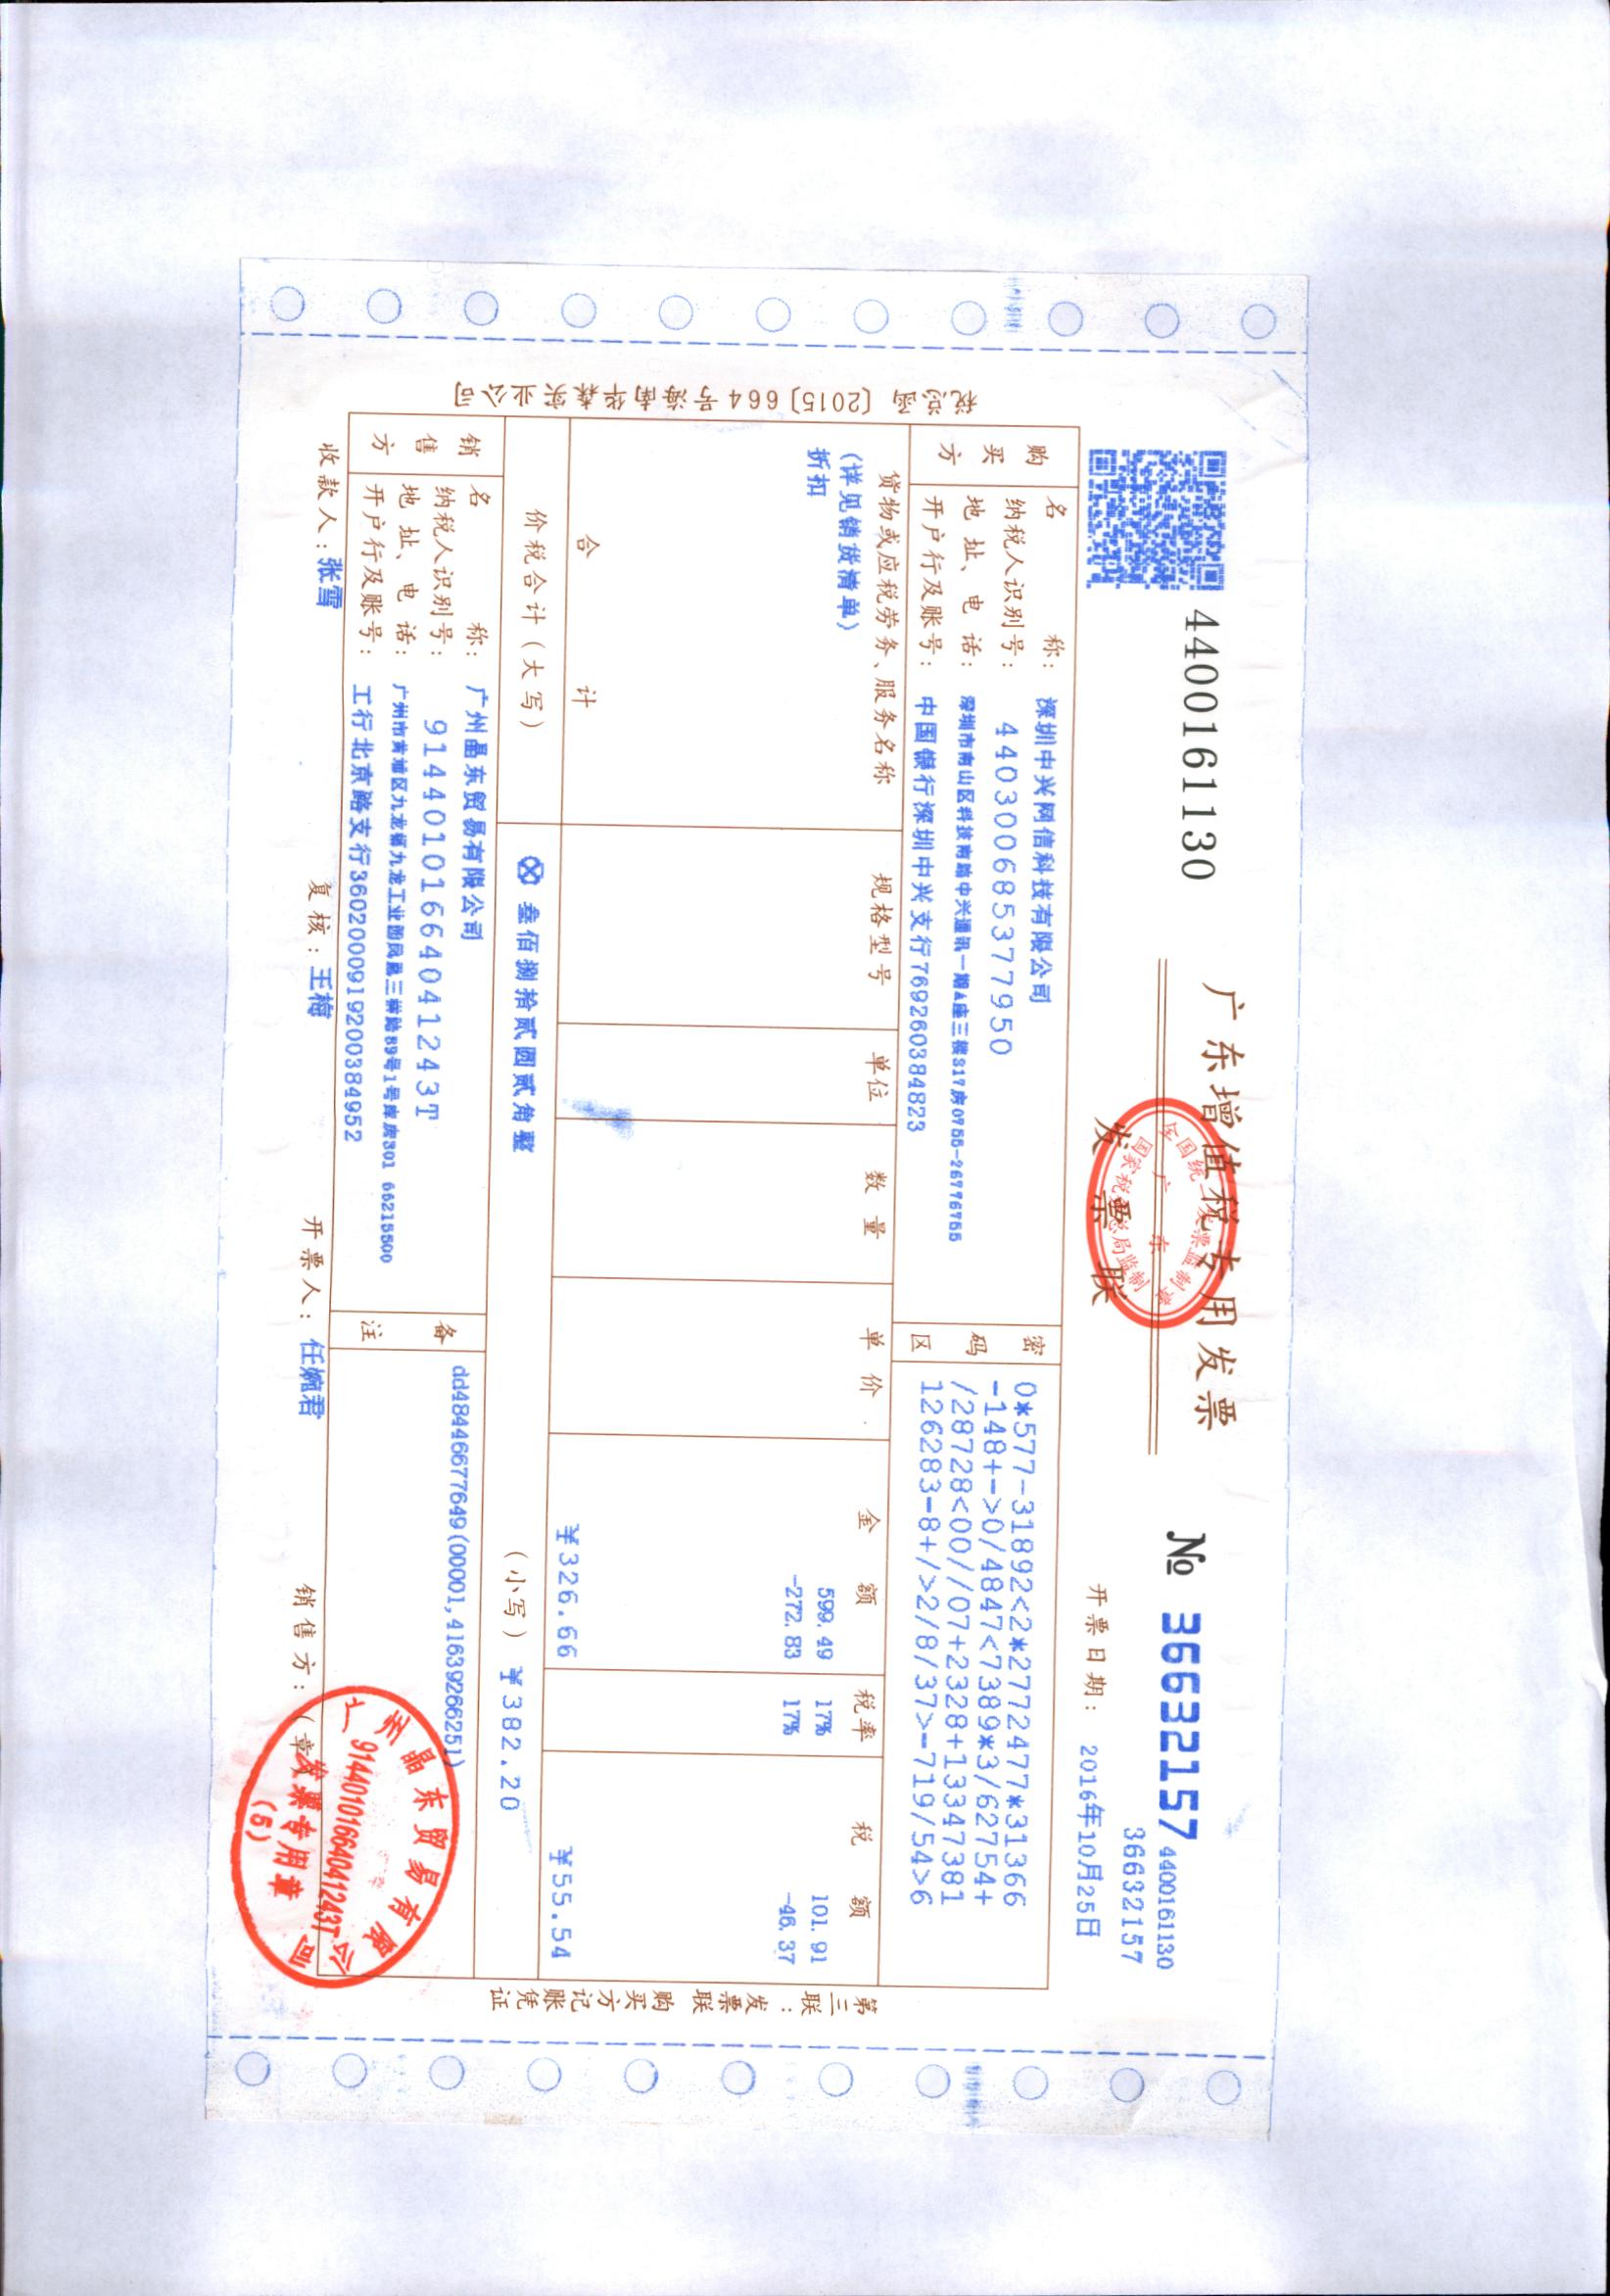 4400161130
广东增值税专用发票
发票联
№ 36632157
4400161130
36632157
开票日期: 2016年10月25日
全国统一发票监制章
广东
国家税务总局监制
税总函〔2015〕664号海南华森实业公司
购买方
名 称: 深圳中兴网信科技有限公司
纳税人识别号: 440300685377950
地址、电话: 深圳市南山区科技南路中兴通讯一期A座三楼317房0755-26776755
开户行及账号: 中国银行深圳中兴支行769260384823
密码区
0*577-31892<2*27772477*31366
-148+->0/4847<7389*3/62754+
/28728<00//07+2328+13347381
126283-8+/>2/8/37>-719/54>6
货物或应税劳务、服务名称 规格型号 单位 数量 单价 金额 税率 税额
(详见销货清单) 599.49 17% 101.91
折扣 -272.83 17% -46.37
合计 ¥326.66 ¥55.54
价税合计(大写) ⊗ 叁佰捌拾贰圆贰角整 (小写) ¥382.20
销售方
名 称: 广州晶东贸易有限公司
纳税人识别号: 91440101664041243T
地址、电话: 广州市黄埔区九龙镇九龙工业园凤凰三横路89号1号库房301 66215500
开户行及账号: 工行北京路支行3602000919200384952
备注
dd48446677649(00001,41639266251)
收款人: 张雪 复核: 王梅 开票人: 任婉君 销售方: (章)
广州晶东贸易有限公司
91440101664041243T
发票专用章
(5)
第三联: 发票联 购买方记账凭证